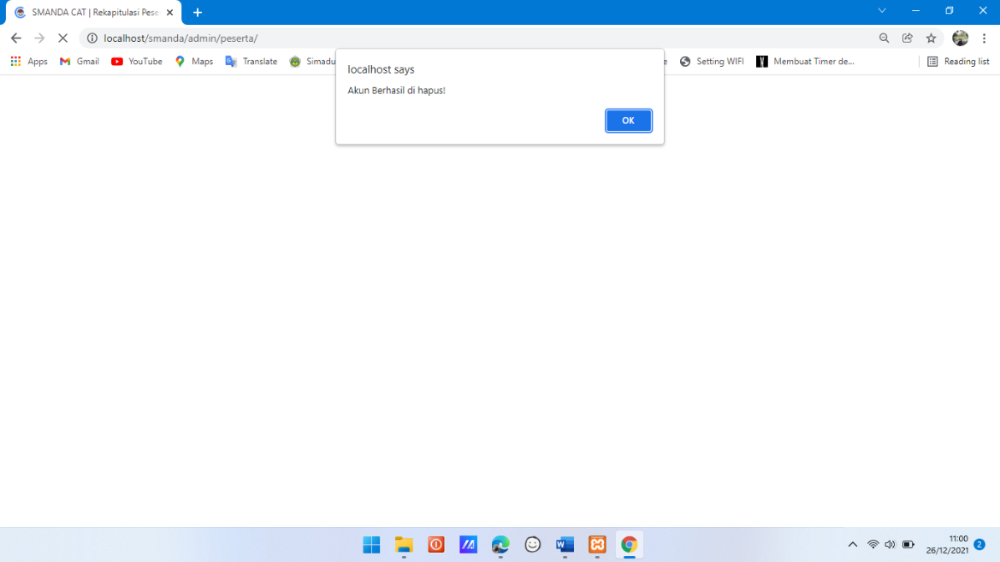 SMANDA CAT | Rekapitulasi Pese
localhost/smanda/admin/peserta/
Apps Gmail YouTube Maps Translate Simadu Setting WIFI Membuat Timer de... Reading list
localhost says
Akun Berhasil di hapus!
OK
11:00
26/12/2021 2